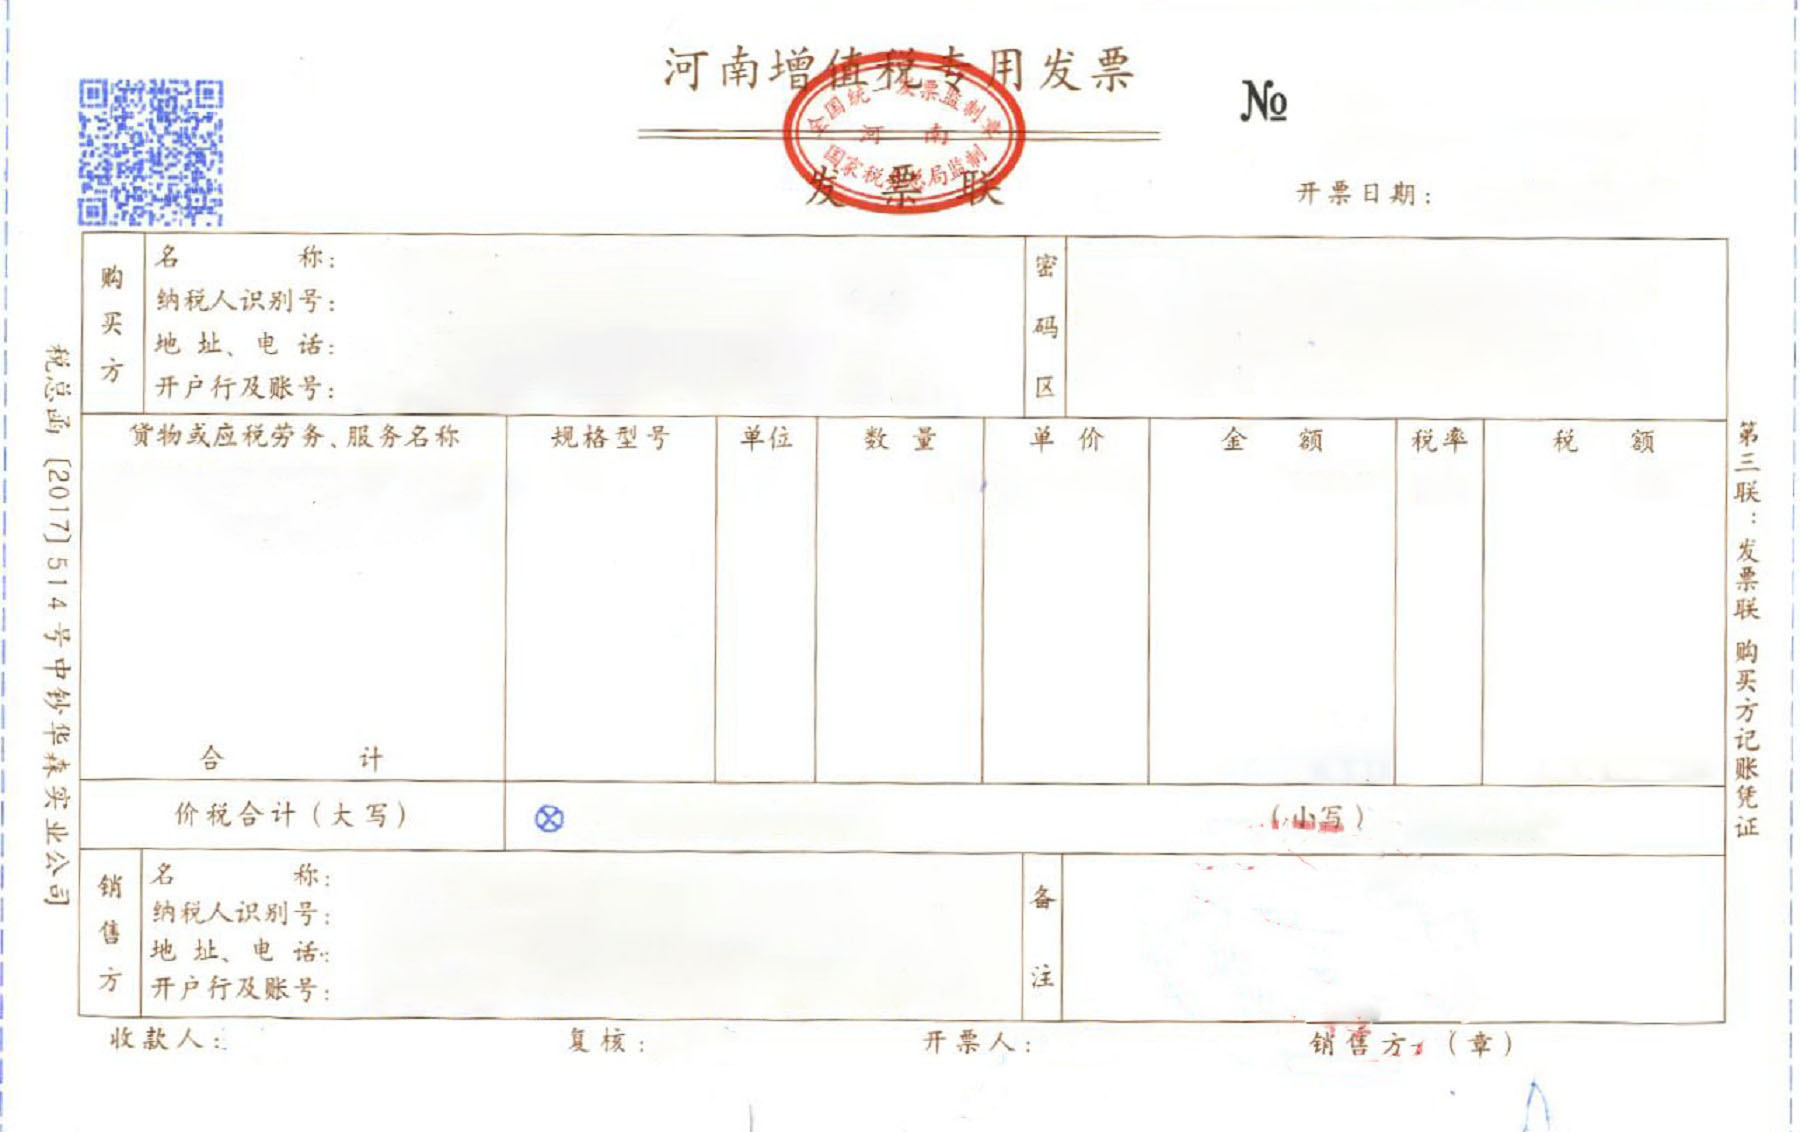 河南增值税专用发票
全国统一发票监制章
河 南
国家税务总局监制
发 票 联
№
开票日期：
购买方
名 称：
纳税人识别号：
地 址、电 话：
开户行及账号：
密码区
货物或应税劳务、服务名称 规格型号 单位 数 量 单 价 金 额 税率 税 额
合 计
价税合计（大写） ⊗ （小写）
销售方
名 称：
纳税人识别号：
地 址、电 话：
开户行及账号：
备注
收款人： 复核： 开票人： 销售方：（章）
税总函〔2017〕514号中钞华森实业公司
第三联：发票联 购买方记账凭证